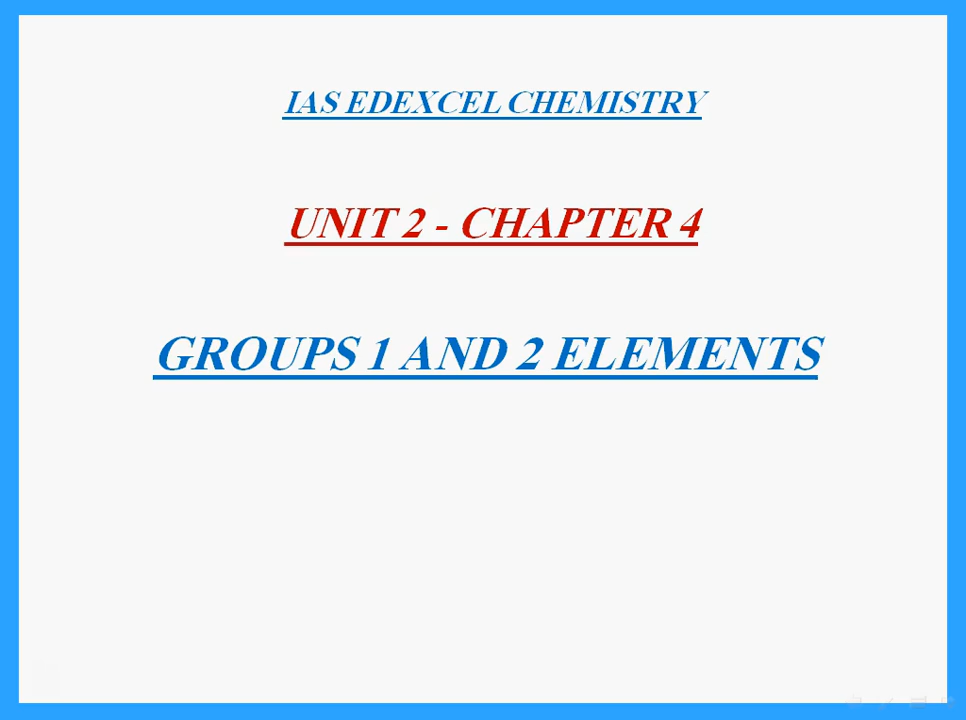 IAS EDEXCEL CHEMISTRY
UNIT 2 - CHAPTER 4
GROUPS 1 AND 2 ELEMENTS